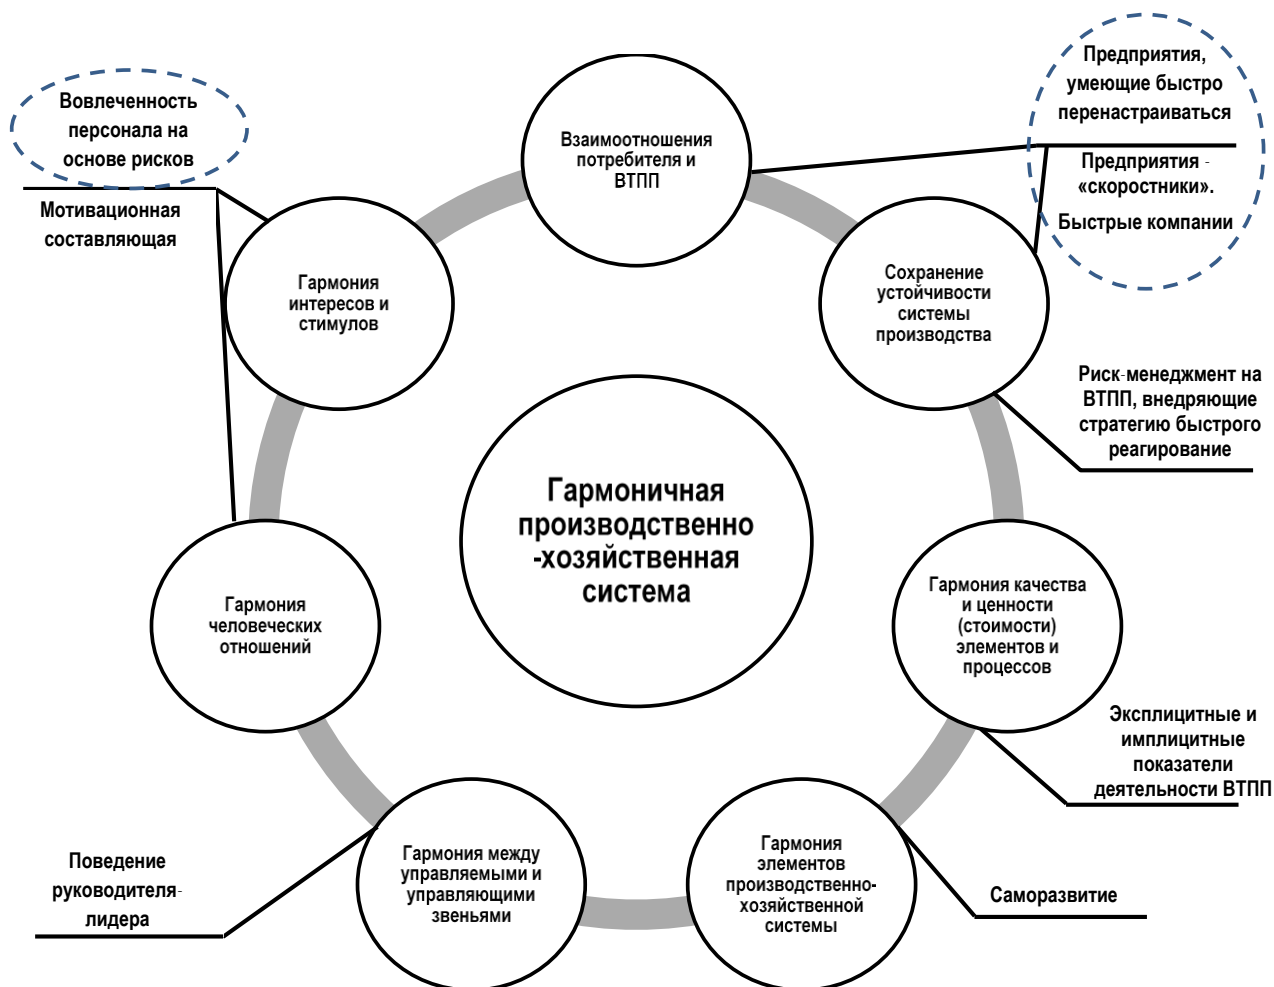 Предприятия,
умеющие быстро
перенастраиваться
Предприятия -
«скоростники».
Быстрые компании
Вовлеченность
персонала на
основе рисков
Мотивационная
составляющая
Взаимоотношения
потребителя и
ВТПП
Гармония
интересов и
стимулов
Сохранение
устойчивости
системы
производства
Риск-менеджмент на
ВТПП, внедряющие
стратегию быстрого
реагирование
Гармоничная
производственно
-хозяйственная
система
Гармония
человеческих
отношений
Гармония качества
и ценности
(стоимости)
элементов и
процессов
Эксплицитные и
имплицитные
показатели
деятельности ВТПП
Поведение
руководителя-
лидера
Гармония между
управляемыми и
управляющими
звеньями
Гармония
элементов
производственно-
хозяйственной
системы
Саморазвитие